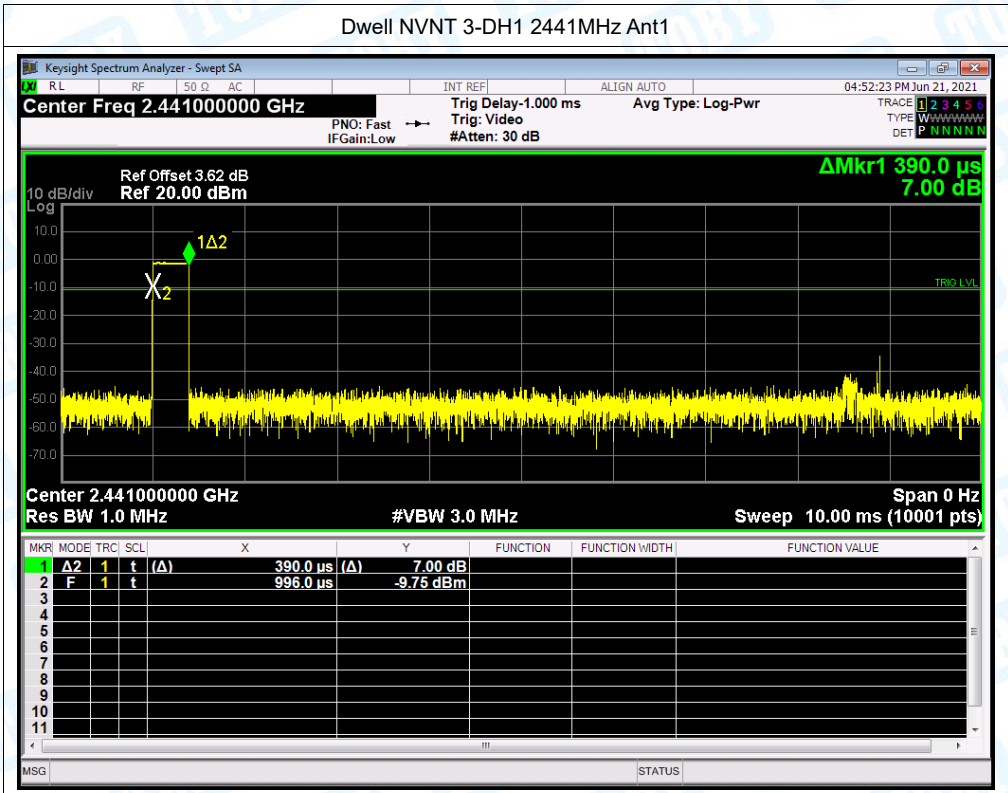 Dwell NVNT 3-DH1 2441MHz Ant1
Keysight Spectrum Analyzer - Swept SA
LXI RL RF 50 Ω AC INT REF ALIGN AUTO 04:52:23 PM Jun 21, 2021
Center Freq 2.441000000 GHz Trig Delay-1.000 ms Avg Type: Log-Pwr TRACE 1 2 3 4 5 6
PNO: Fast Trig: Video TYPE WWWWWW
IFGain:Low #Atten: 30 dB DET P N N N N N
ΔMkr1 390.0 µs
7.00 dB
Ref Offset 3.62 dB
10 dB/div Ref 20.00 dBm
Log
10.0
1Δ2
0.00
-10.0
2
TRIG LVL
-20.0
-30.0
-40.0
-50.0
-60.0
-70.0
Center 2.441000000 GHz Span 0 Hz
Res BW 1.0 MHz #VBW 3.0 MHz Sweep 10.00 ms (10001 pts)
MKR MODE TRC SCL X Y FUNCTION FUNCTION WIDTH FUNCTION VALUE
1 Δ2 1 t (Δ) 390.0 µs (Δ) 7.00 dB
2 F 1 t 996.0 µs -9.75 dBm
3
4
5
6
7
8
9
10
11
MSG STATUS